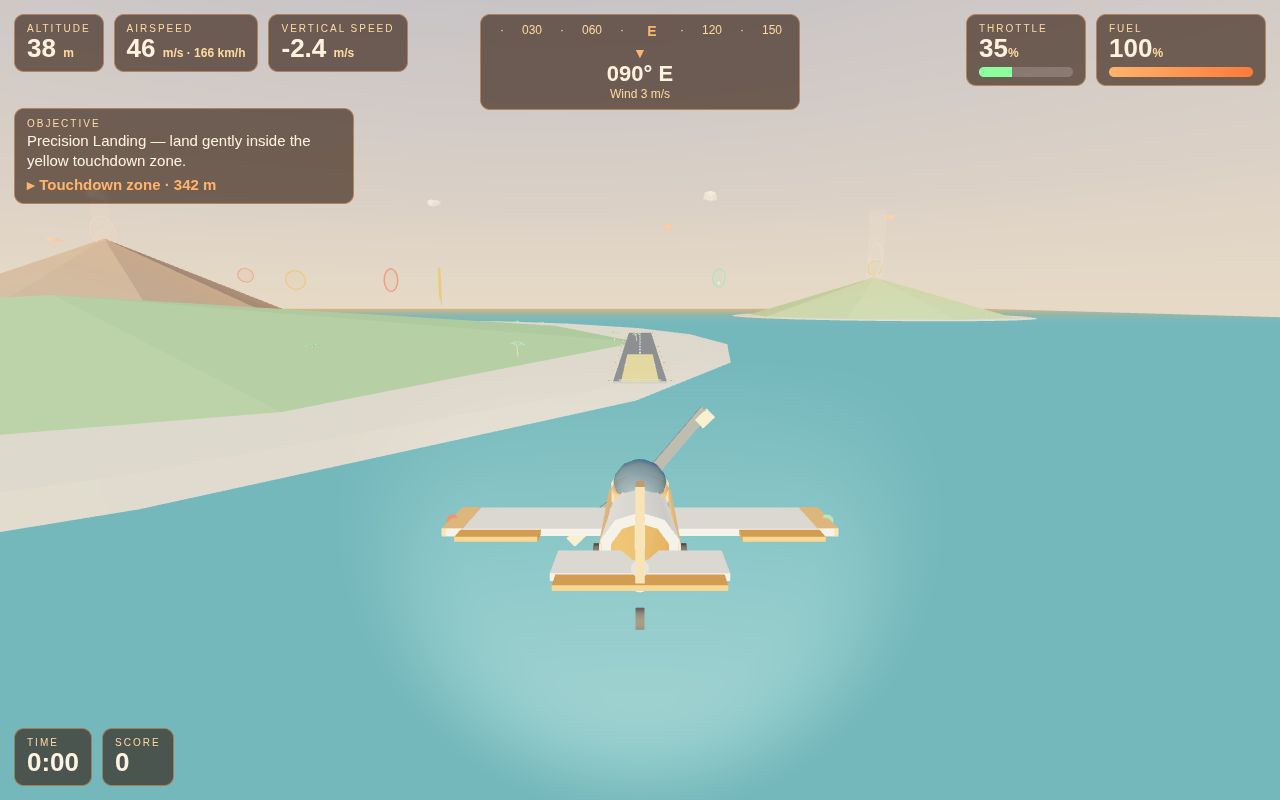 ALTITUDE
38 m
AIRSPEED
46 m/s · 166 km/h
VERTICAL SPEED
-2.4 m/s
· 030 · 060 · E · 120 · 150
▼
090° E
Wind 3 m/s
THROTTLE
35%
FUEL
100%
OBJECTIVE
Precision Landing — land gently inside the
yellow touchdown zone.
▸ Touchdown zone · 342 m
TIME
0:00
SCORE
0